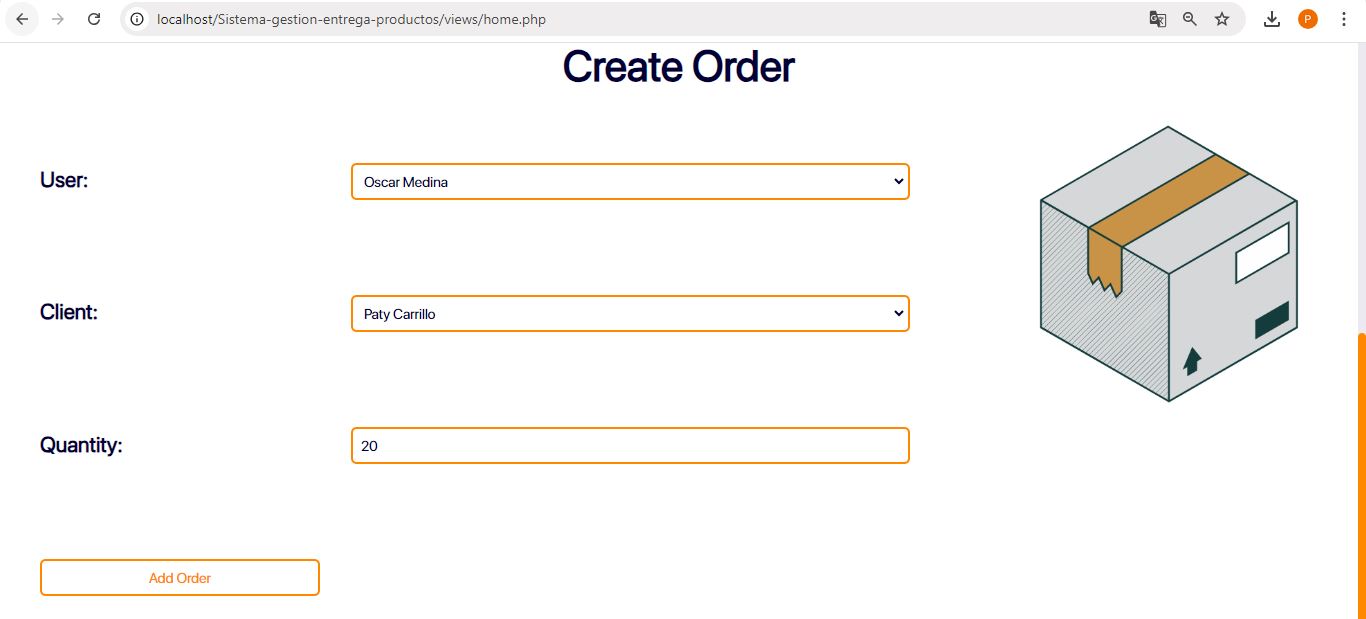 localhost/Sistema-gestion-entrega-productos/views/home.php
P
Create Order
User:
Oscar Medina
Client:
Paty Carrillo
Quantity:
20
Add Order